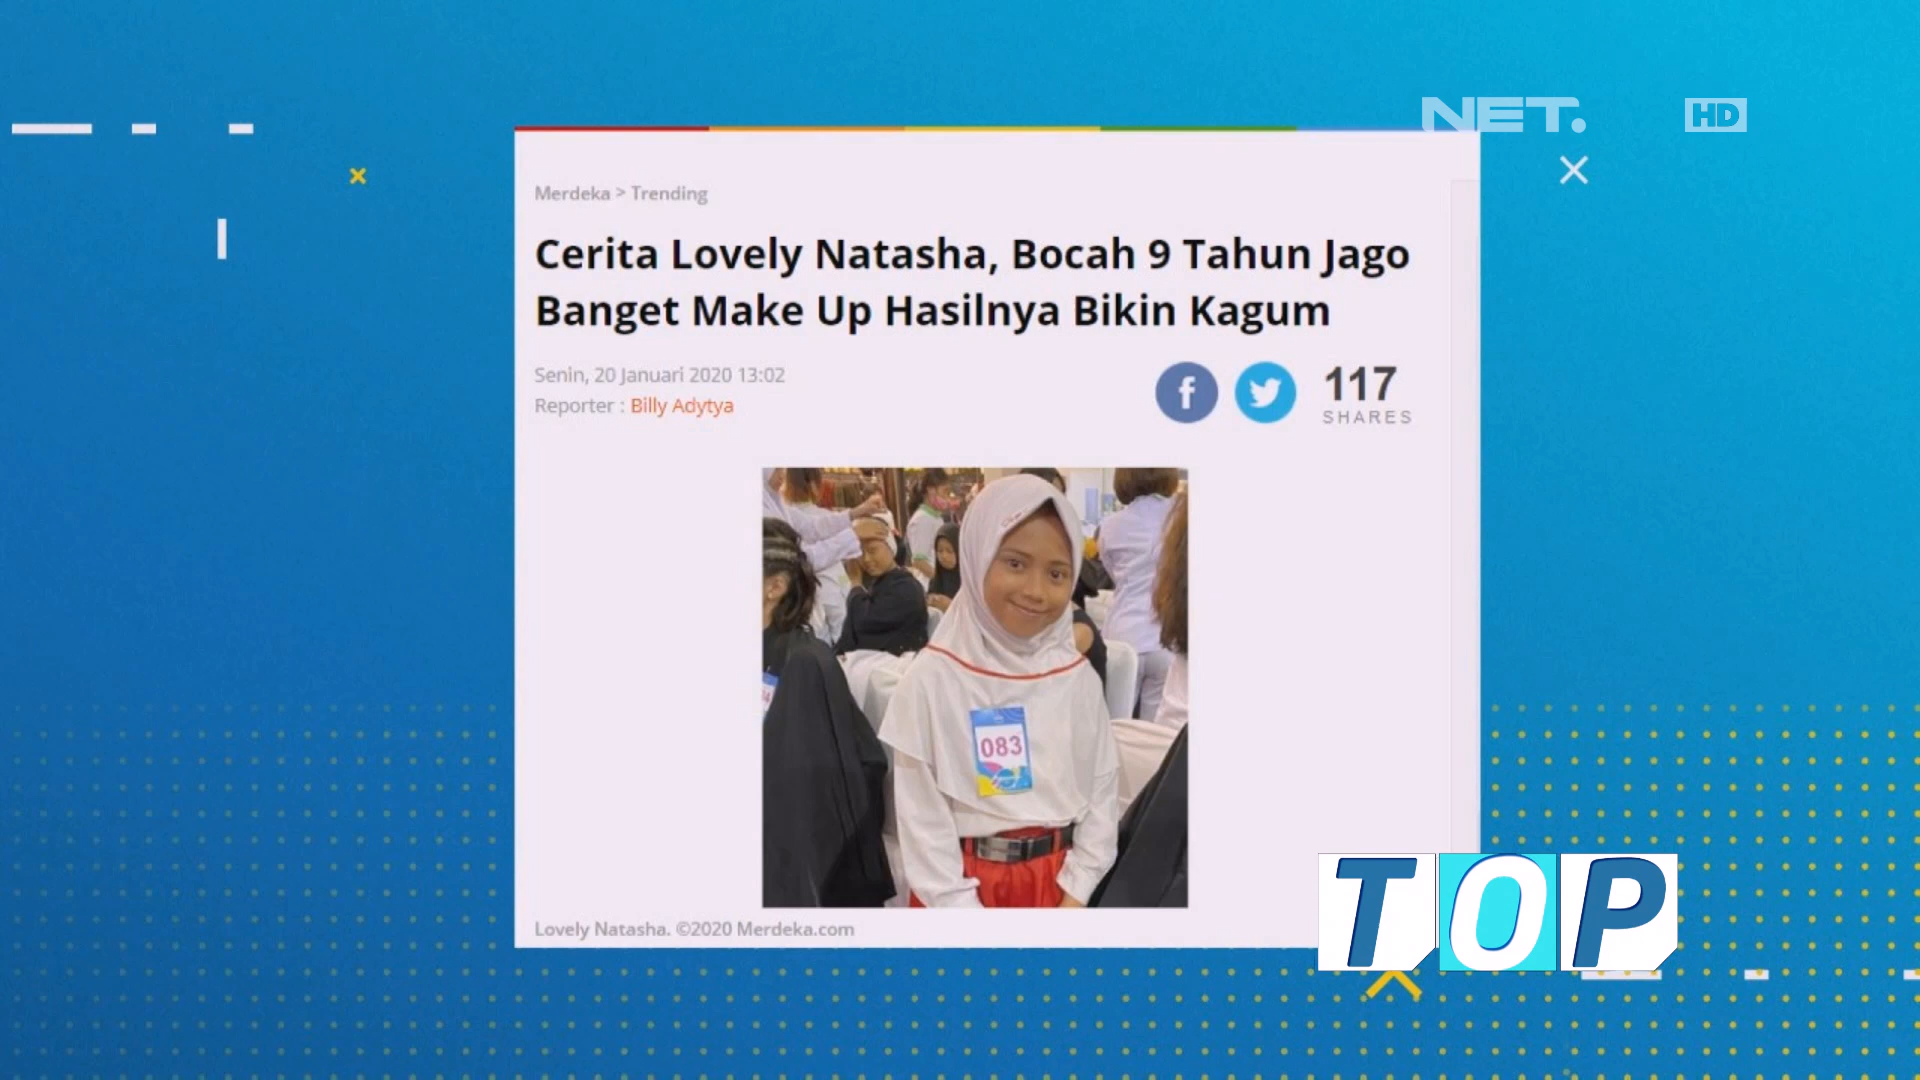 NET.
HD
Merdeka > Trending
Cerita Lovely Natasha, Bocah 9 Tahun Jago
Banget Make Up Hasilnya Bikin Kagum
Senin, 20 Januari 2020 13:02
Reporter : Billy Adytya
117
SHARES
083
Lovely Natasha. ©2020 Merdeka.com
TOP